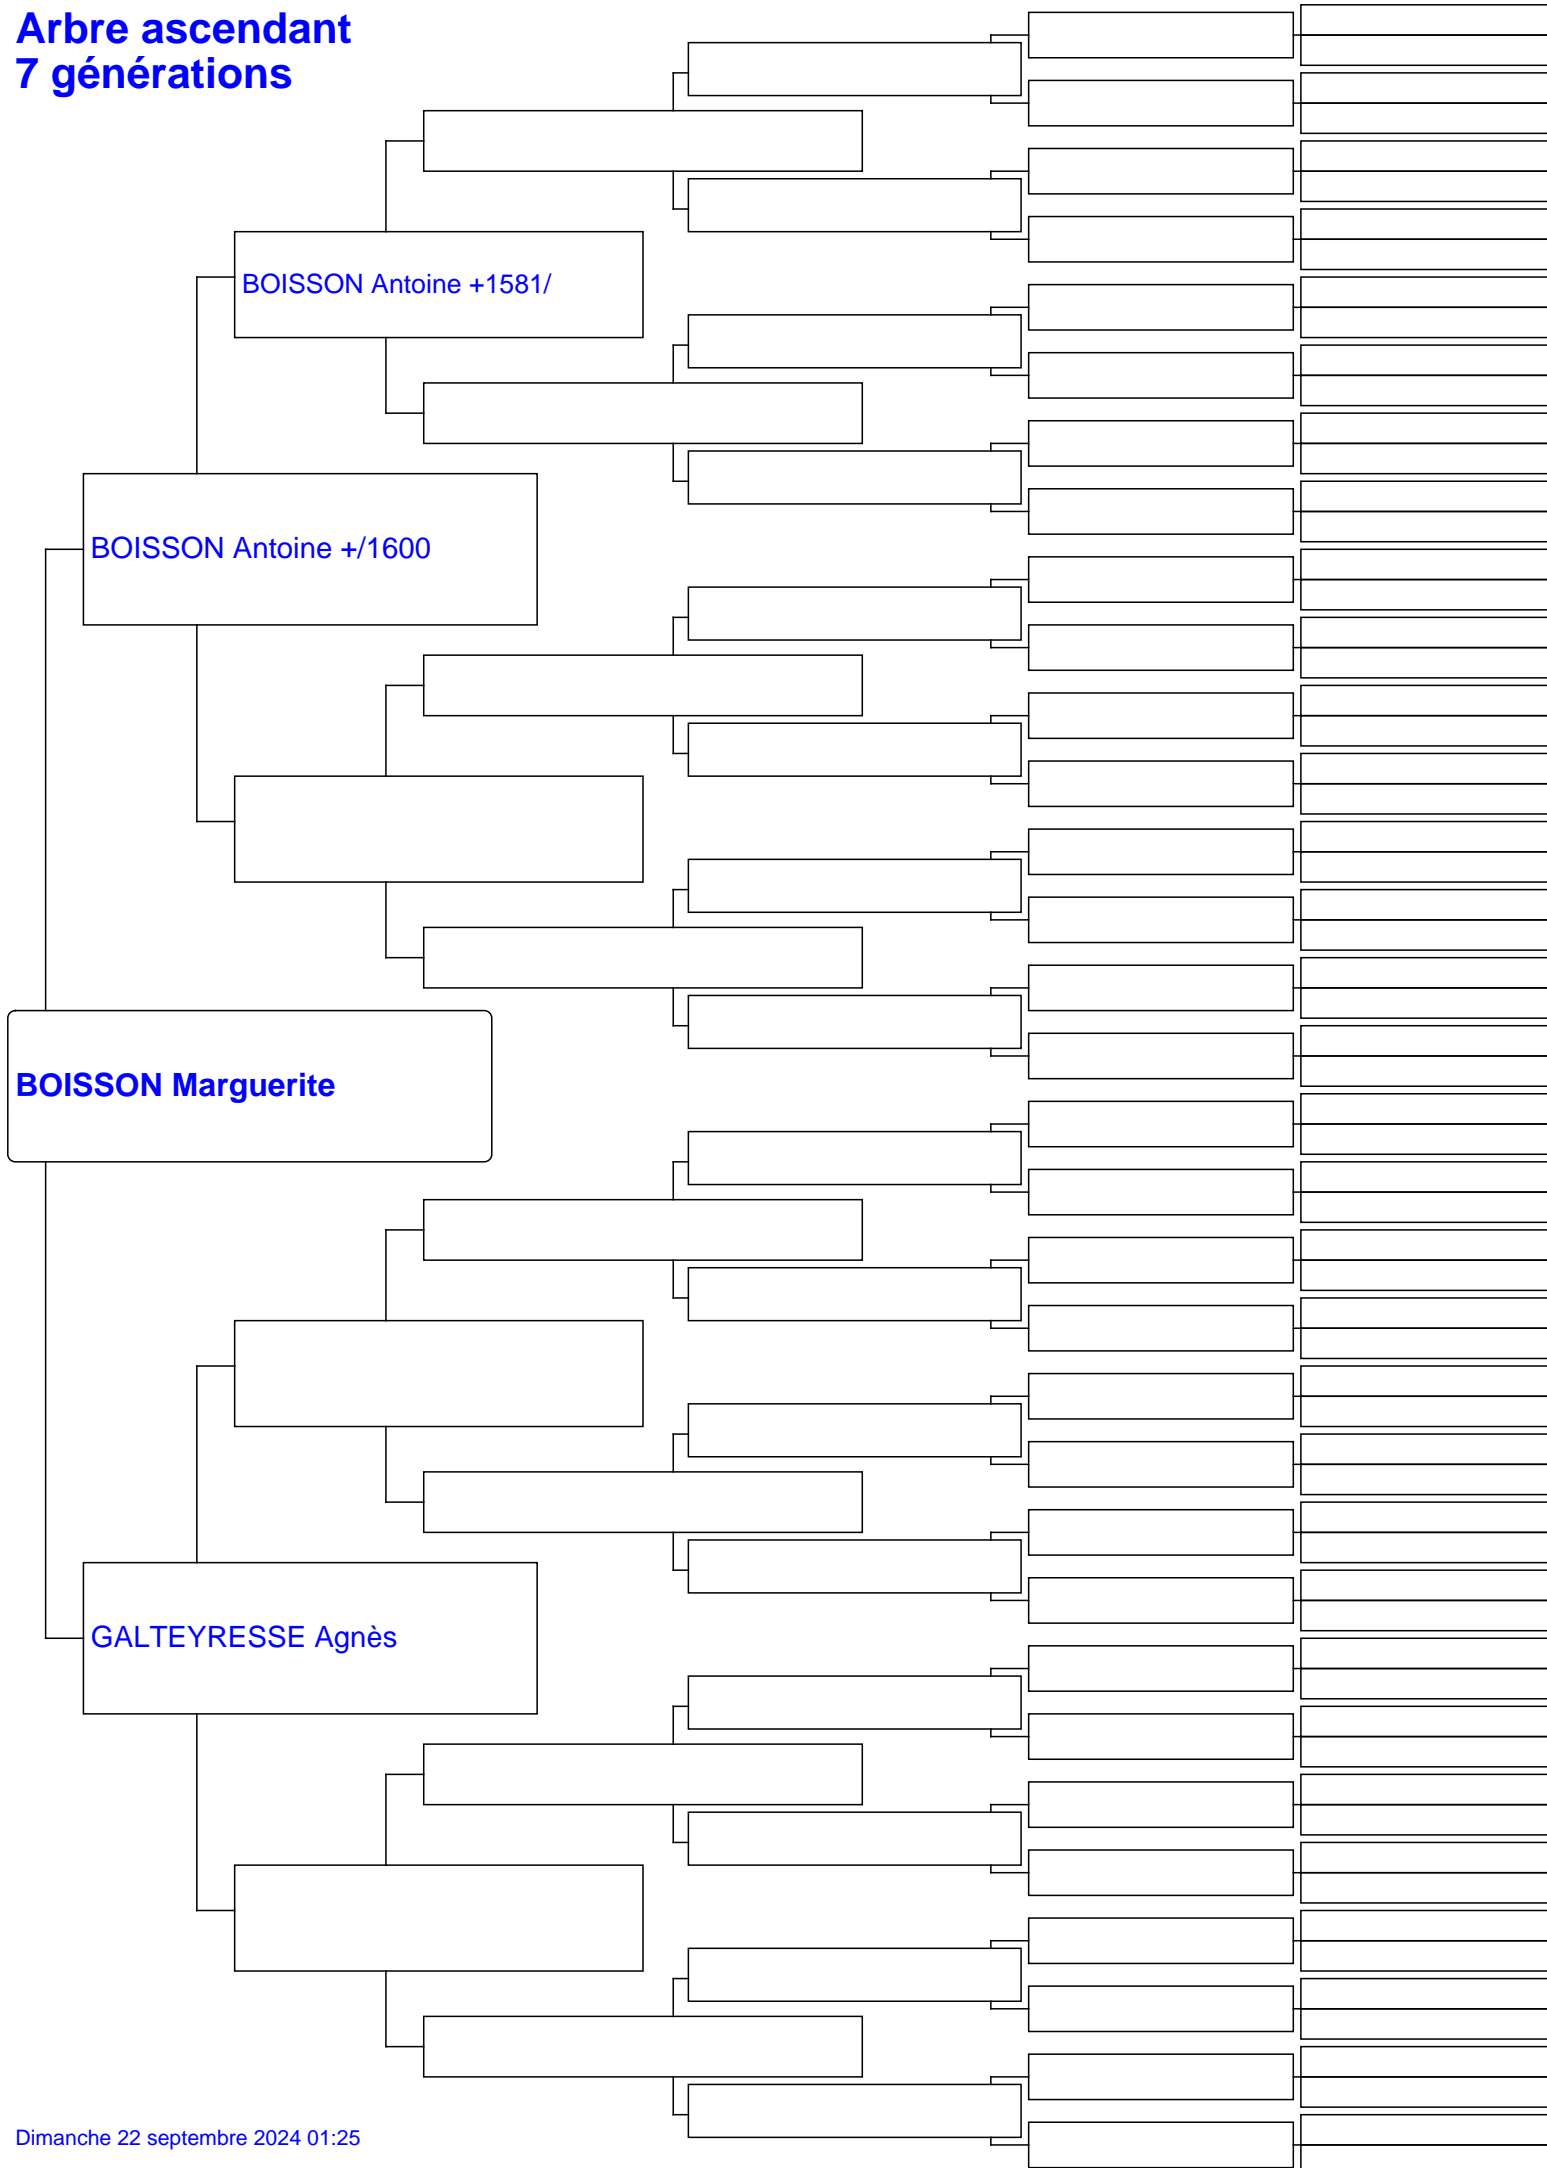 Arbre ascendant
7 générations
BOISSON Antoine +1581/
BOISSON Antoine +/1600
BOISSON Marguerite
GALTEYRESSE Agnès
Dimanche 22 septembre 2024 01:25